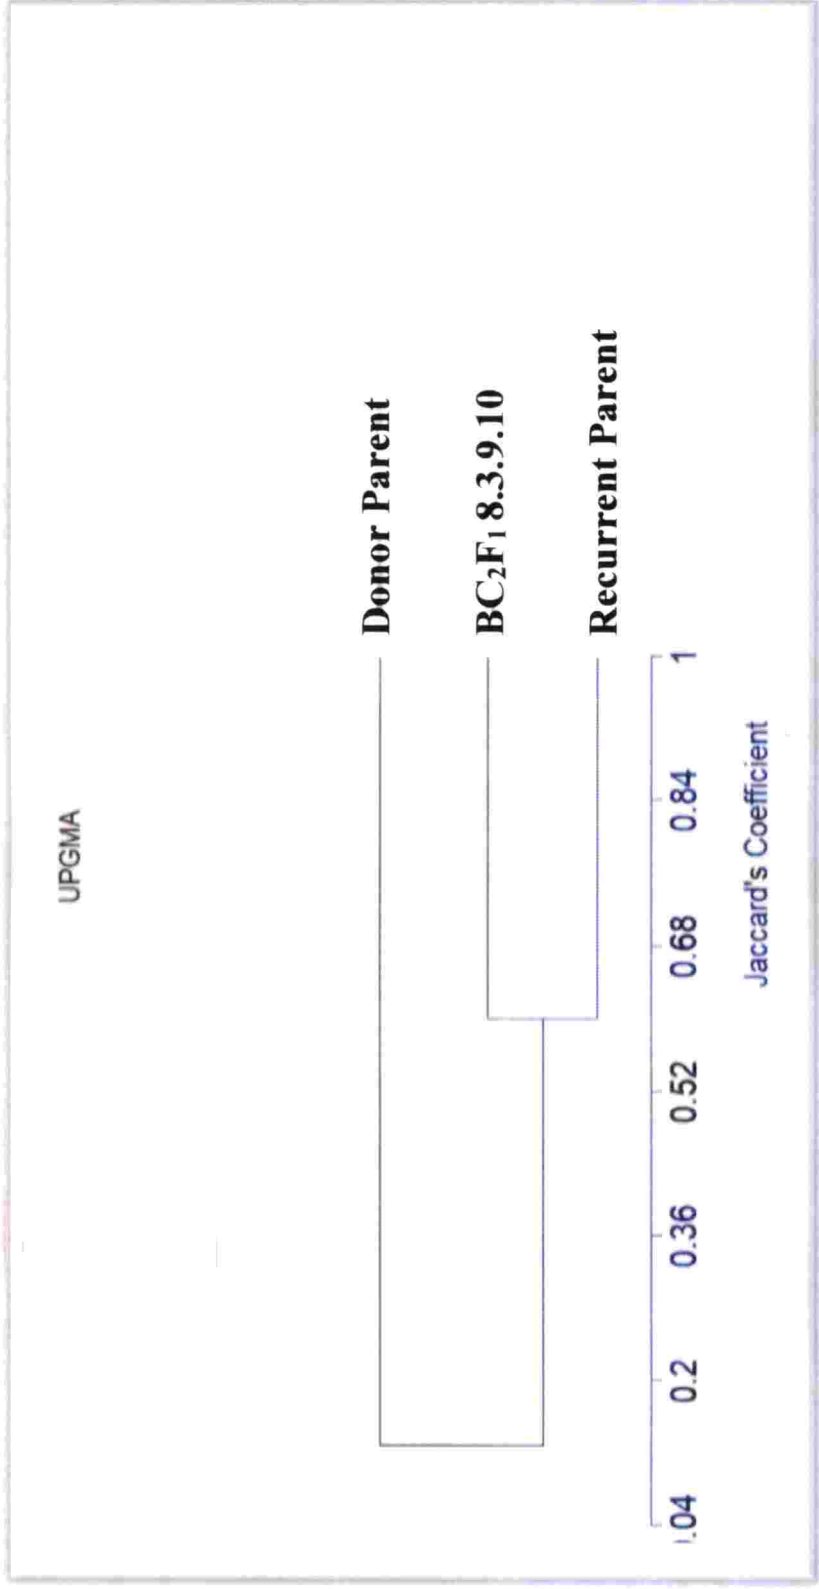 UPGMA
Donor Parent
BC₂F₁ 8.3.9.10
Recurrent Parent
.04 0.2 0.36 0.52 0.68 0.84 1
Jaccard's Coefficient